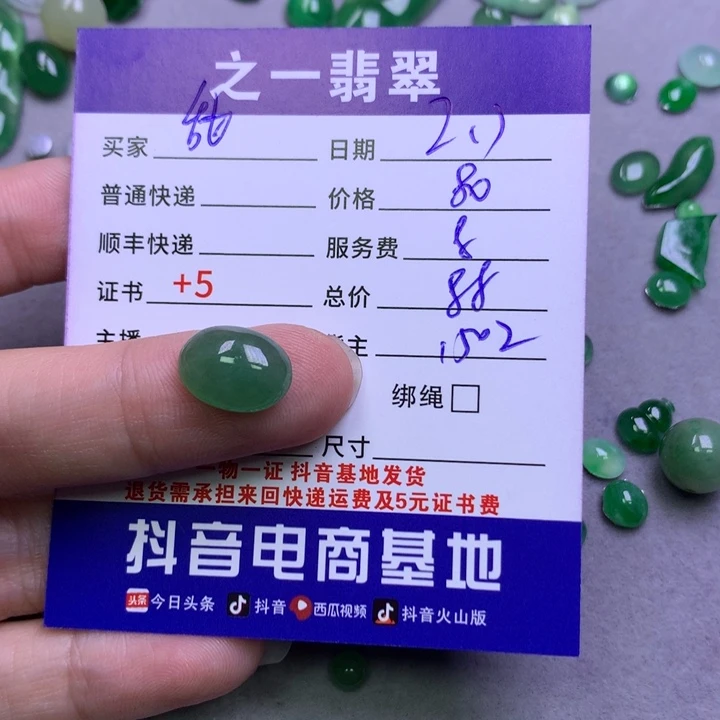 之一翡翠
买家 日期
普通快递 价格 80
顺丰快递 服务费 8
证书 +5 总价 88
主播 货主 1502
绑绳
尺寸
一物一证 抖音基地发货
退货需承担来回快递运费及5元证书费
抖音电商基地
头条 今日头条 抖音 西瓜视频 抖音火山版